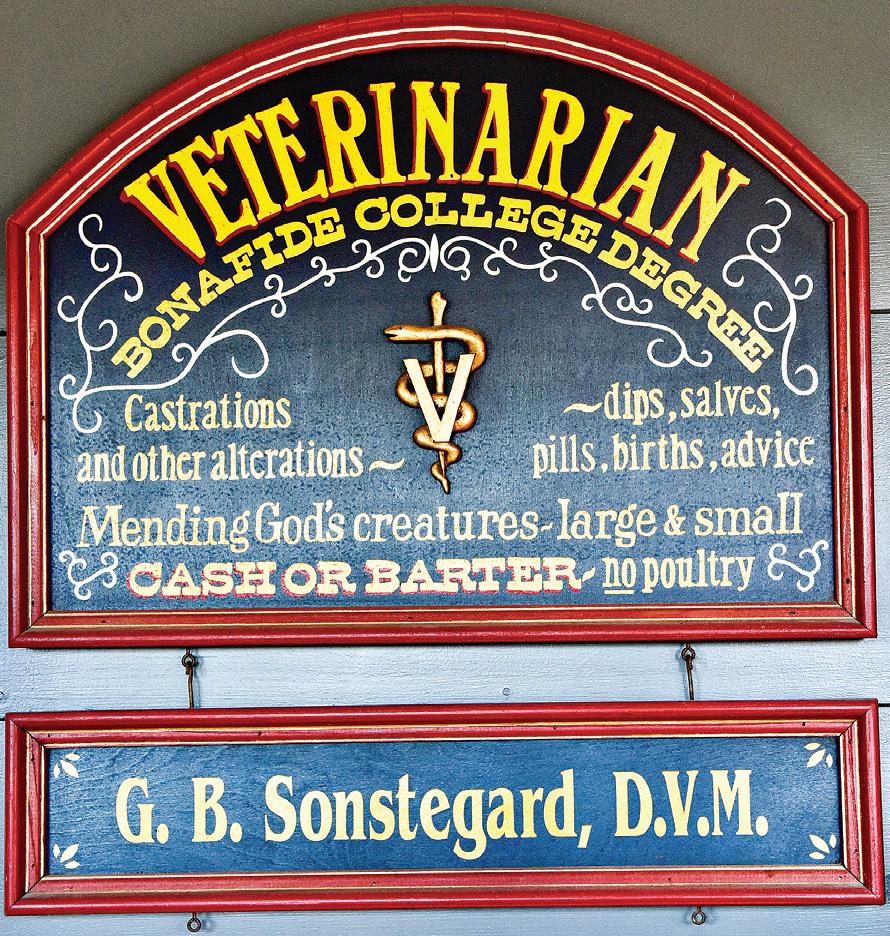 VETERINARIAN
BONAFIDE COLLEGE DEGREE
V
Castrations
and other alterations~
~dips, salves,
pills, births, advice
Mending God's creatures~large & small
CASH OR BARTER~no poultry
G. B. Sonstegard, D.V.M.